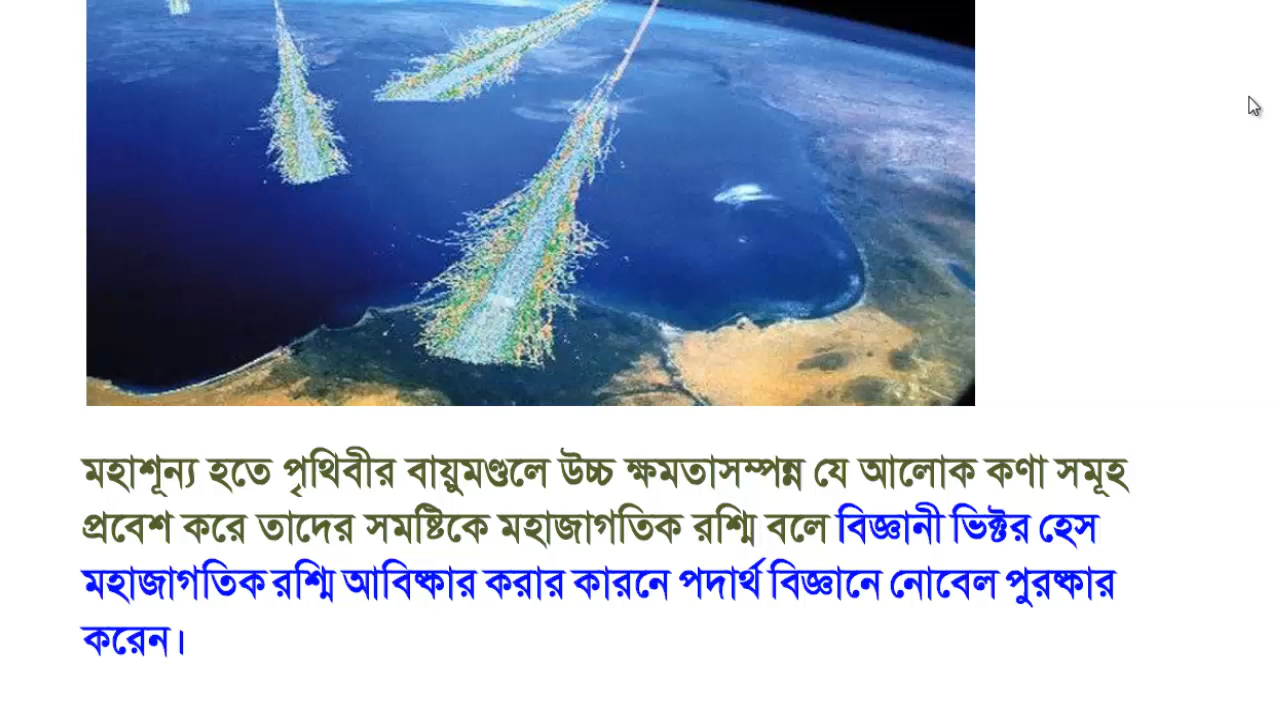 মহাশূন্য হতে পৃথিবীর বায়ুমণ্ডলে উচ্চ ক্ষমতাসম্পন্ন যে আলোক কণা সমূহ
প্রবেশ করে তাদের সমষ্টিকে মহাজাগতিক রশ্মি বলে বিজ্ঞানী ভিক্টর হেস
মহাজাগতিক রশ্মি আবিষ্কার করার কারনে পদার্থ বিজ্ঞানে নোবেল পুরষ্কার
করেন।